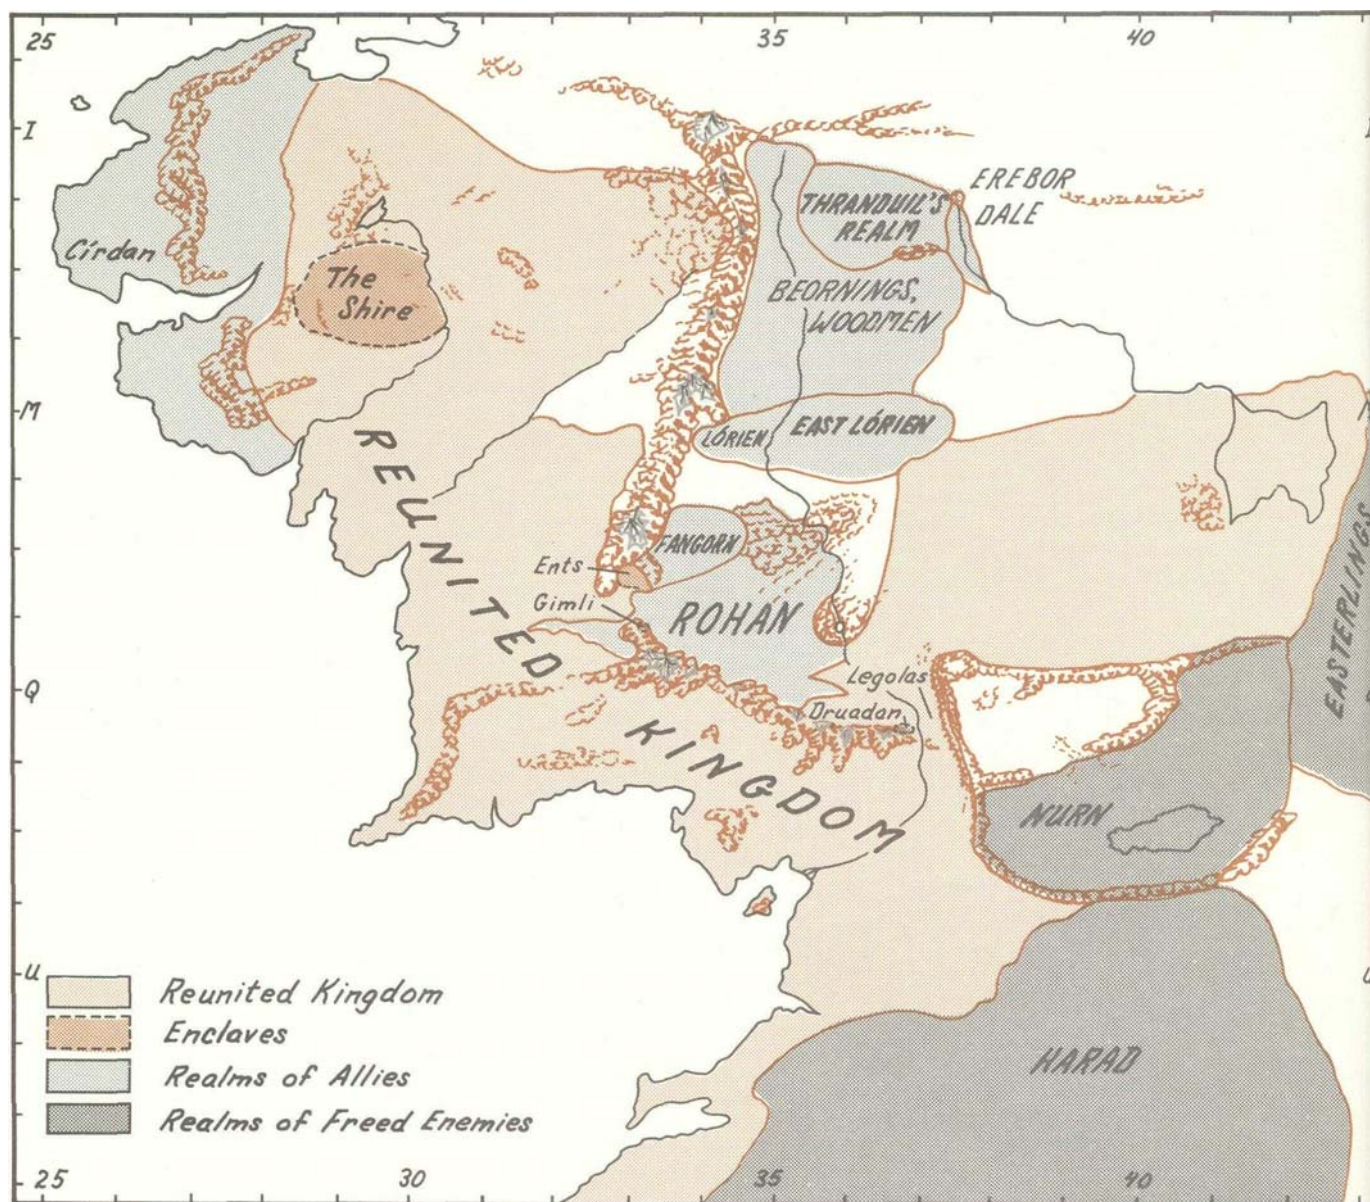 25
35
40
I
I
EREBOR
DALE
THRANDUIL'S
REALM
Círdan
The
Shire
BEORNINGS,
WOODMEN
M
LÓRIEN
EAST LÓRIEN
REUNITED
KINGDOM
EASTERLINGS
FANGORN
Ents
Gimli
ROHAN
Legolas
Q
Druadan
NURN
U
Reunited Kingdom
Enclaves
Realms of Allies
Realms of Freed Enemies
HARAD
25
30
35
40